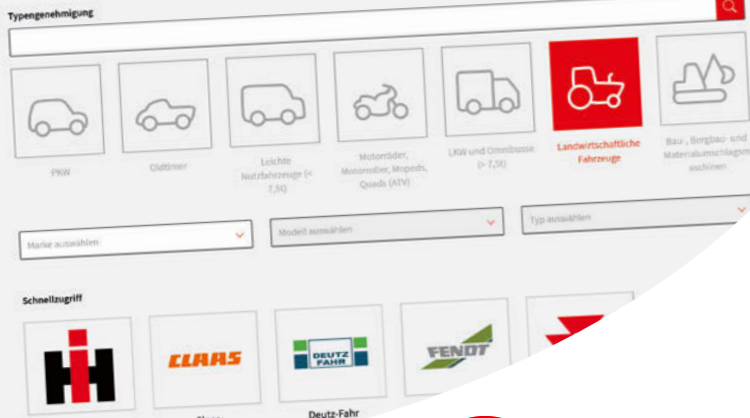 Typengenehmigung
PKW
Oldtimer
Leichte
Nutzfahrzeuge (<
7,5t)
Motorräder,
Motorroller, Mopeds,
Quads (ATV)
LKW und Omnibusse
(> 7,5t)
Landwirtschaftliche
Fahrzeuge
Bau-, Bergbau- und
Materialumschlagsm
aschinen
Marke auswählen
Modell auswählen
Typ auswählen
Schnellzugriff
CLAAS
DEUTZ
FAHR
FENDT
Deutz-Fahr